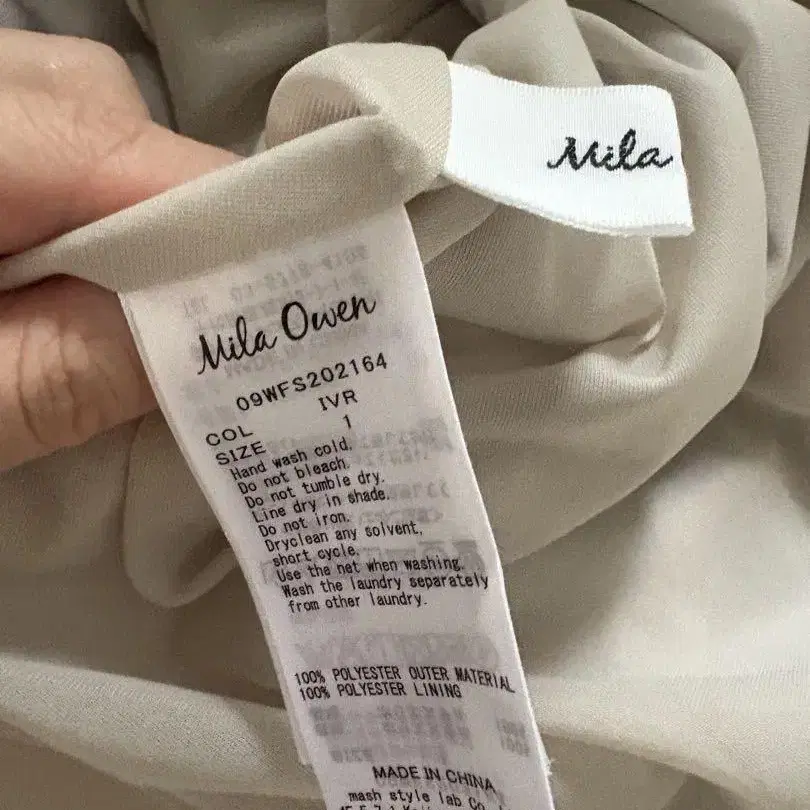 Mila
Mila Owen
09WFS202164
COL IVR
SIZE 1
Hand wash cold.
Do not bleach.
Do not tumble dry.
Line dry in shade.
Do not iron.
Dryclean any solvent,
short cycle.
Use the net when washing.
Wash the laundry separately
from other laundry.
100% POLYESTER OUTER MATERIAL
100% POLYESTER LINING
MADE IN CHINA
mash style lab Co.